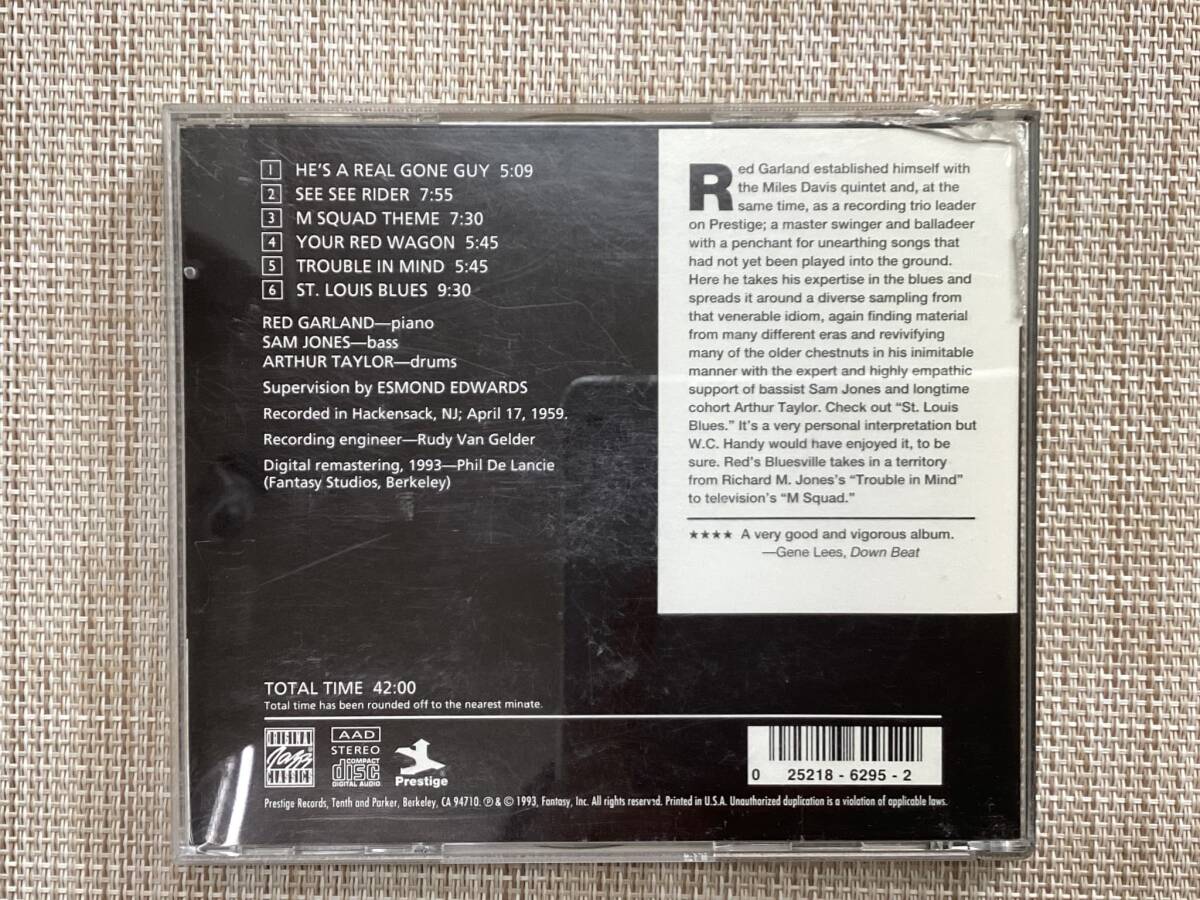 1 HE'S A REAL GONE GUY 5:09
2 SEE SEE RIDER 7:55
3 M SQUAD THEME 7:30
4 YOUR RED WAGON 5:45
5 TROUBLE IN MIND 5:45
6 ST. LOUIS BLUES 9:30
RED GARLAND—piano
SAM JONES—bass
ARTHUR TAYLOR—drums
Supervision by ESMOND EDWARDS
Recorded in Hackensack, NJ; April 17, 1959.
Recording engineer—Rudy Van Gelder
Digital remastering, 1993—Phil De Lancie
(Fantasy Studios, Berkeley)
Red Garland established himself with
the Miles Davis quintet and, at the
same time, as a recording trio leader
on Prestige; a master swinger and balladeer
with a penchant for unearthing songs that
had not yet been played into the ground.
Here he takes his expertise in the blues and
spreads it around a diverse sampling from
that venerable idiom, again finding material
from many different eras and revivifying
many of the older chestnuts in his inimitable
manner with the expert and highly empathic
support of bassist Sam Jones and longtime
cohort Arthur Taylor. Check out “St. Louis
Blues.” It's a very personal interpretation but
W.C. Handy would have enjoyed it, to be
sure. Red's Bluesville takes in a territory
from Richard M. Jones's “Trouble in Mind”
to television's “M Squad.”
★★★★ A very good and vigorous album.
—Gene Lees, Down Beat
TOTAL TIME 42:00
Total time has been rounded off to the nearest minute.
ORIGINAL
Jazz
CLASSICS
AAD
STEREO
COMPACT
disc
DIGITAL AUDIO
Prestige
0 25218 - 6295 - 2
Prestige Records, Tenth and Parker, Berkeley, CA 94710. ℗ & © 1993, Fantasy, Inc. All rights reserved. Printed in U.S.A. Unauthorized duplication is a violation of applicable laws.